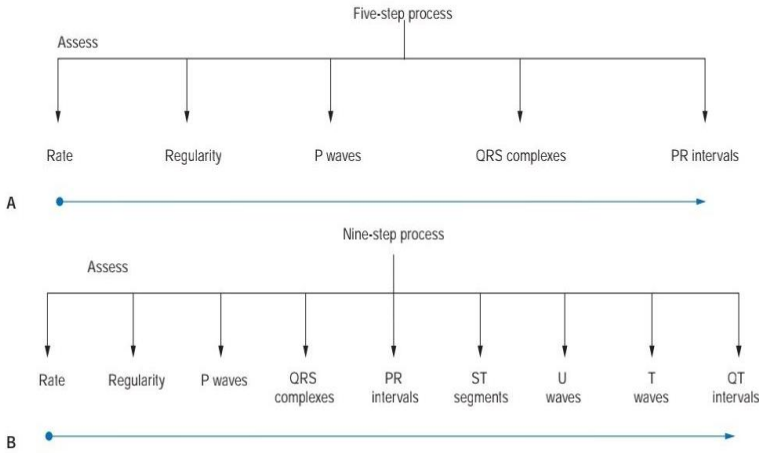 Five-step process
Assess
Rate Regularity P waves QRS complexes PR intervals
A
Nine-step process
Assess
Rate Regularity P waves QRS complexes PR intervals ST segments U waves T waves QT intervals
B